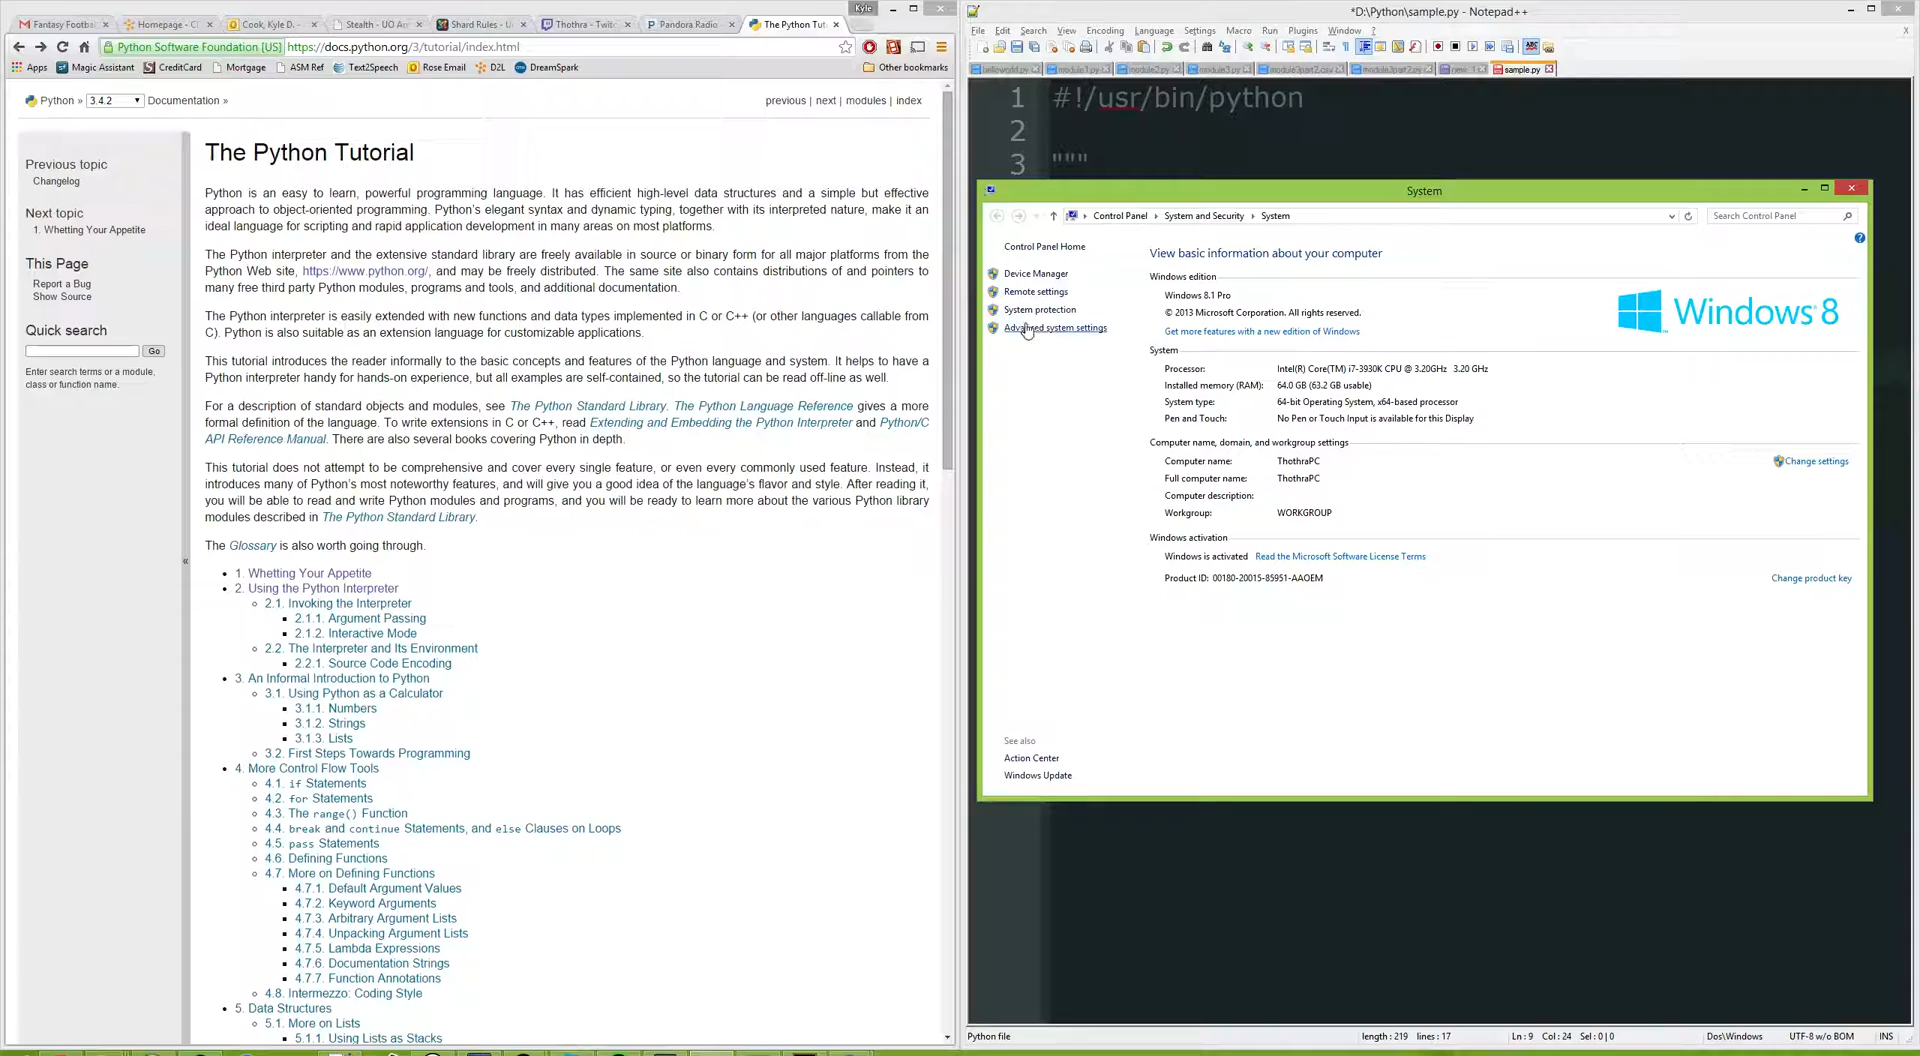 Fantasy Footba
Homepage - C
Cook, Kyle D. -
Stealth - UO An
Shard Rules - U
Thothra - Twitc
Pandora Radio
The Python Tut
Kyle
Python Software Foundation [US] https://docs.python.org/3/tutorial/index.html
Apps Magic Assistant CreditCard Mortgage ASM Ref Text2Speech Rose Email D2L DreamSpark Other bookmarks
Python » 3.4.2 Documentation » previous | next | modules | index
Previous topic
Changelog
Next topic
1. Whetting Your Appetite
This Page
Report a Bug
Show Source
Quick search
Go
Enter search terms or a module,
class or function name.
The Python Tutorial
Python is an easy to learn, powerful programming language. It has efficient high-level data structures and a simple but effective
approach to object-oriented programming. Python's elegant syntax and dynamic typing, together with its interpreted nature, make it an
ideal language for scripting and rapid application development in many areas on most platforms.
The Python interpreter and the extensive standard library are freely available in source or binary form for all major platforms from the
Python Web site, https://www.python.org/, and may be freely distributed. The same site also contains distributions of and pointers to
many free third party Python modules, programs and tools, and additional documentation.
The Python interpreter is easily extended with new functions and data types implemented in C or C++ (or other languages callable from
C). Python is also suitable as an extension language for customizable applications.
This tutorial introduces the reader informally to the basic concepts and features of the Python language and system. It helps to have a
Python interpreter handy for hands-on experience, but all examples are self-contained, so the tutorial can be read off-line as well.
For a description of standard objects and modules, see The Python Standard Library. The Python Language Reference gives a more
formal definition of the language. To write extensions in C or C++, read Extending and Embedding the Python Interpreter and Python/C
API Reference Manual. There are also several books covering Python in depth.
This tutorial does not attempt to be comprehensive and cover every single feature, or even every commonly used feature. Instead, it
introduces many of Python's most noteworthy features, and will give you a good idea of the language's flavor and style. After reading it,
you will be able to read and write Python modules and programs, and you will be ready to learn more about the various Python library
modules described in The Python Standard Library.
The Glossary is also worth going through.
1. Whetting Your Appetite
2. Using the Python Interpreter
2.1. Invoking the Interpreter
2.1.1. Argument Passing
2.1.2. Interactive Mode
2.2. The Interpreter and Its Environment
2.2.1. Source Code Encoding
3. An Informal Introduction to Python
3.1. Using Python as a Calculator
3.1.1. Numbers
3.1.2. Strings
3.1.3. Lists
3.2. First Steps Towards Programming
4. More Control Flow Tools
4.1. if Statements
4.2. for Statements
4.3. The range() Function
4.4. break and continue Statements, and else Clauses on Loops
4.5. pass Statements
4.6. Defining Functions
4.7. More on Defining Functions
4.7.1. Default Argument Values
4.7.2. Keyword Arguments
4.7.3. Arbitrary Argument Lists
4.7.4. Unpacking Argument Lists
4.7.5. Lambda Expressions
4.7.6. Documentation Strings
4.7.7. Function Annotations
4.8. Intermezzo: Coding Style
5. Data Structures
5.1. More on Lists
5.1.1. Using Lists as Stacks
*D:\Python\sample.py - Notepad++
File Edit Search View Encoding Language Settings Macro Run Plugins Window ? X
helloworld.py module1.py module2.py module3.py module3part2.csv module3part2.py new 1 sample.py
1 #!/usr/bin/python
2
3 """
System
Control Panel System and Security System Search Control Panel
Control Panel Home
Device Manager
Remote settings
System protection
Advanced system settings
See also
Action Center
Windows Update
View basic information about your computer
Windows edition
Windows 8.1 Pro
© 2013 Microsoft Corporation. All rights reserved.
Get more features with a new edition of Windows
Windows 8
System
Processor: Intel(R) Core(TM) i7-3930K CPU @ 3.20GHz 3.20 GHz
Installed memory (RAM): 64.0 GB (63.2 GB usable)
System type: 64-bit Operating System, x64-based processor
Pen and Touch: No Pen or Touch Input is available for this Display
Computer name, domain, and workgroup settings
Computer name: ThothraPC Change settings
Full computer name: ThothraPC
Computer description:
Workgroup: WORKGROUP
Windows activation
Windows is activated Read the Microsoft Software License Terms
Product ID: 00180-20015-85951-AAOEM Change product key
Python file length : 219 lines : 17 Ln : 9 Col : 24 Sel : 0 | 0 Dos\Windows UTF-8 w/o BOM INS